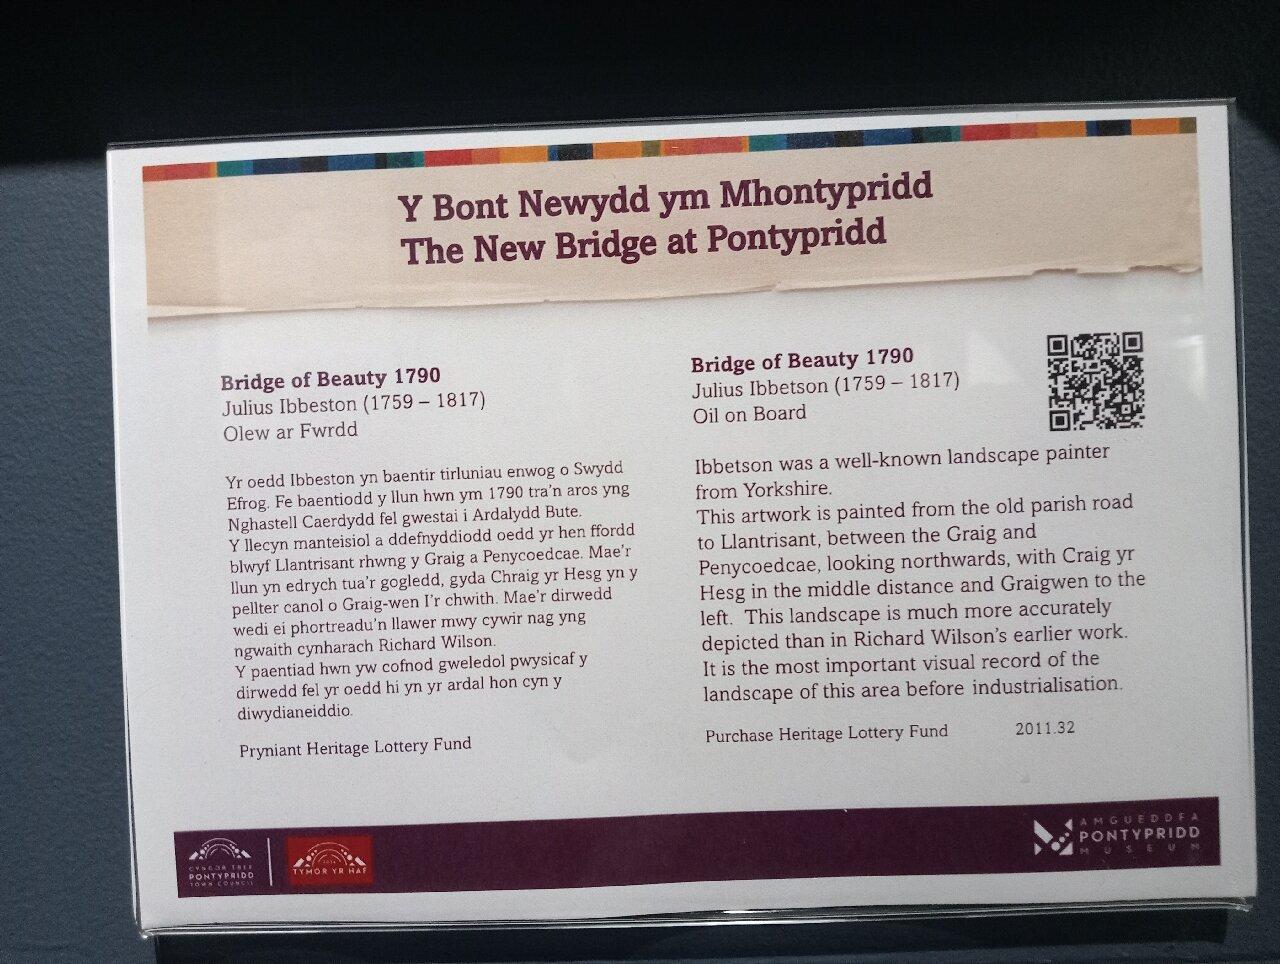 Y Bont Newydd ym Mhontypridd
The New Bridge at Pontypridd
Bridge of Beauty 1790
Julius Ibbeston (1759 – 1817)
Olew ar Fwrdd
Yr oedd Ibbeston yn baentir tirluniau enwog o Swydd
Efrog. Fe baentiodd y llun hwn ym 1790 tra'n aros yng
Nghastell Caerdydd fel gwestai i Ardalydd Bute.
Y llecyn manteisiol a ddefnyddiodd oedd yr hen ffordd
blwyf Llantrisant rhwng y Graig a Penycoedcae. Mae'r
llun yn edrych tua'r gogledd, gyda Chraig yr Hesg yn y
pellter canol o Graig-wen I'r chwith. Mae'r dirwedd
wedi ei phortreadu'n llawer mwy cywir nag yng
ngwaith cynharach Richard Wilson.
Y paentiad hwn yw cofnod gweledol pwysicaf y
dirwedd fel yr oedd hi yn yr ardal hon cyn y
diwydianeiddio.
Pryniant Heritage Lottery Fund
Bridge of Beauty 1790
Julius Ibbetson (1759 – 1817)
Oil on Board
Ibbetson was a well-known landscape painter
from Yorkshire.
This artwork is painted from the old parish road
to Llantrisant, between the Graig and
Penycoedcae, looking northwards, with Craig yr
Hesg in the middle distance and Graigwen to the
left. This landscape is much more accurately
depicted than in Richard Wilson's earlier work.
It is the most important visual record of the
landscape of this area before industrialisation.
Purchase Heritage Lottery Fund 2011.32
CYNGOR TREF
PONTYPRIDD
TOWN COUNCIL
TYMOR YR HAF
AMGUEDDFA
PONTYPRIDD
MUSEUM